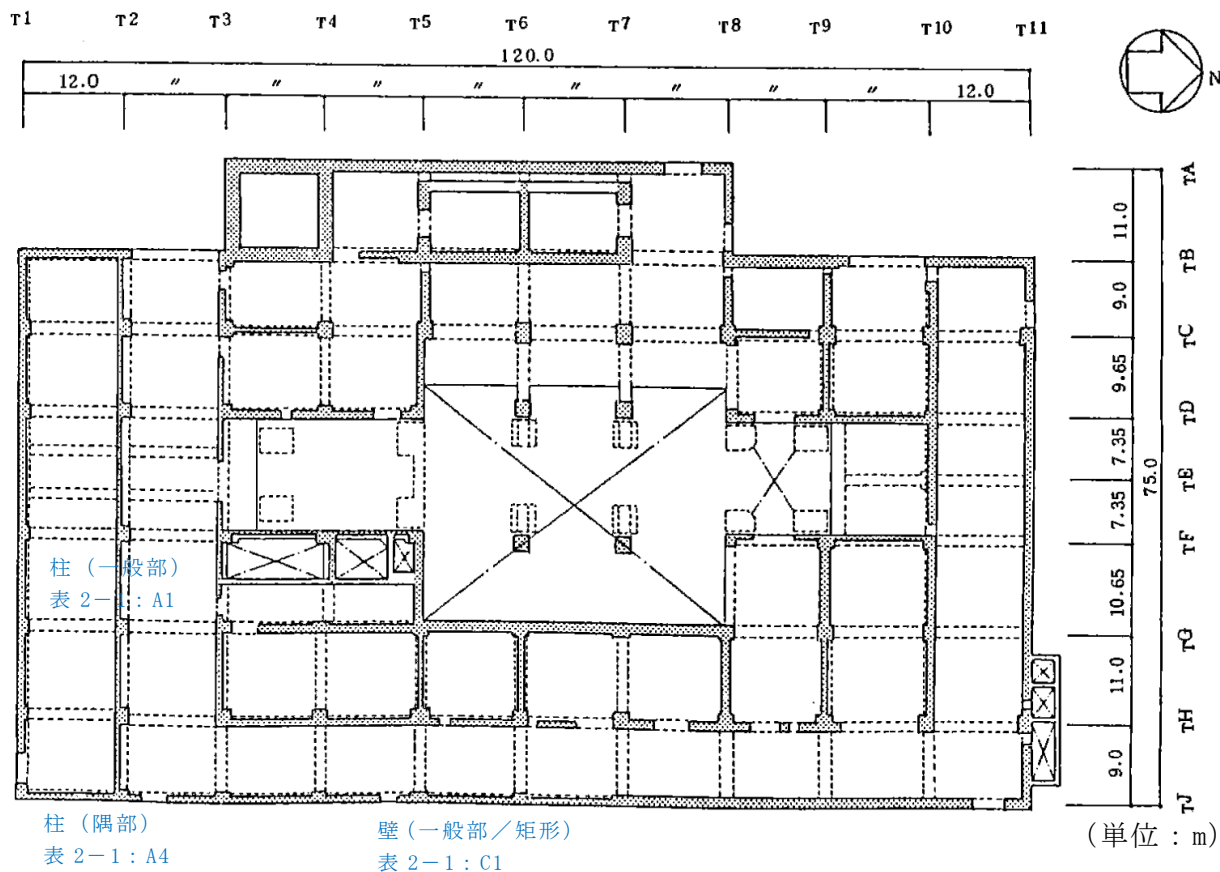 T1 T2 T3 T4 T5 T6 T7 T8 T9 T10 T11
120.0
12.0 〃 〃 〃 〃 〃 〃 〃 〃 12.0
N
TA
11.0
TB
9.0
TC
9.65
TD
7.35
TE
75.0
7.35
TF
10.65
TG
11.0
TH
9.0
TJ
柱（一般部）
表 2－1：A1
柱（隅部）
表 2－1：A4
壁（一般部／矩形）
表 2－1：C1
（単位：m）